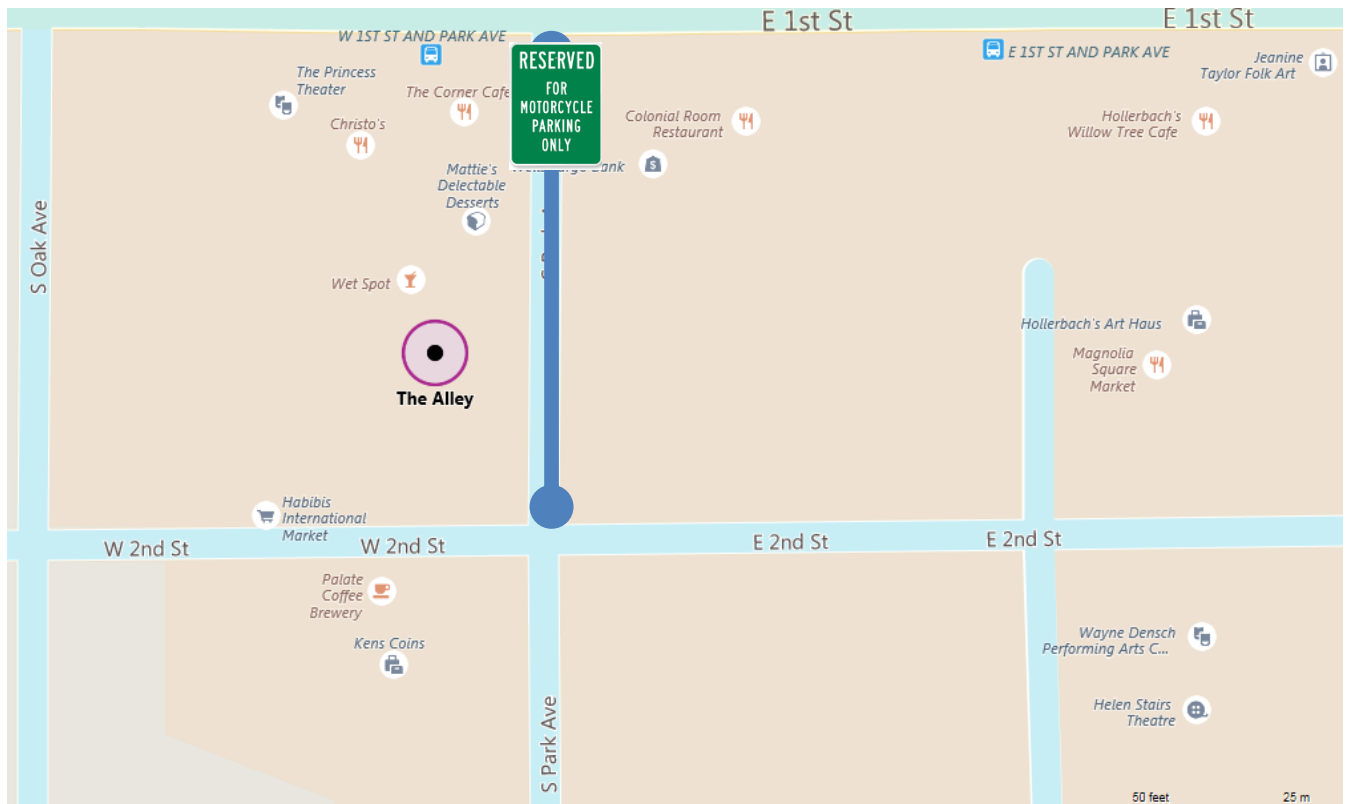 E 1st St
E 1st St
W 1ST ST AND PARK AVE
E 1ST ST AND PARK AVE
Jeanine
Taylor Folk Art
The Princess
Theater
The Corner Cafe
RESERVED
FOR
MOTORCYCLE
PARKING
ONLY
Christo's
Colonial Room
Restaurant
Hollerbach's
Willow Tree Cafe
Mattie's
Delectable
Desserts
Bank
$
S Oak Ave
Wet Spot
The Alley
Hollerbach's Art Haus
Magnolia
Square
Market
Habibis
International
Market
W 2nd St
W 2nd St
E 2nd St
E 2nd St
Palate
Coffee
Brewery
Kens Coins
Wayne Densch
Performing Arts C...
Helen Stairs
Theatre
S Park Ave
50 feet
25 m